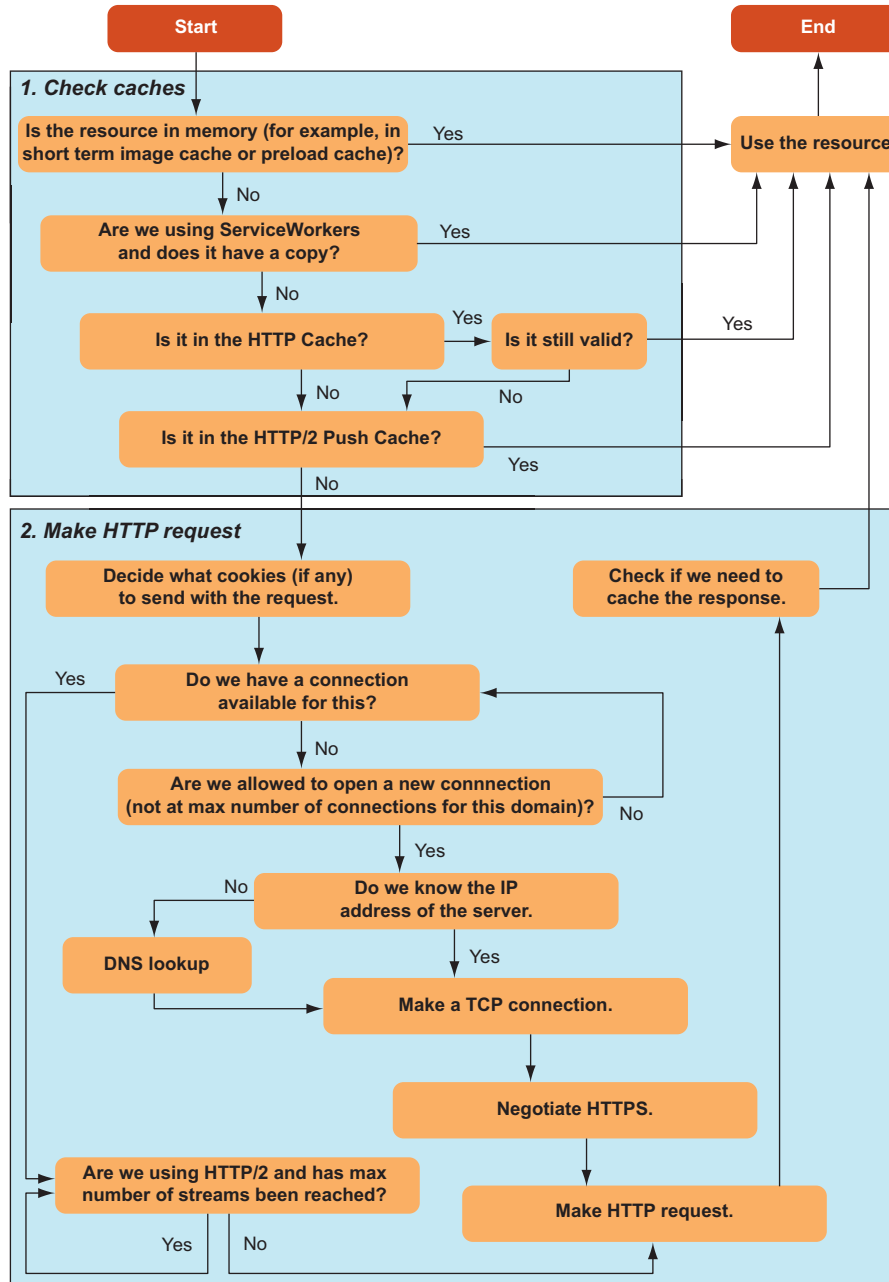 Start
End
1. Check caches
Is the resource in memory (for example, in
short term image cache or preload cache)?
Yes
Use the resource
No
Are we using ServiceWorkers
and does it have a copy?
Yes
No
Is it in the HTTP Cache?
Yes
Is it still valid?
Yes
No
No
Is it in the HTTP/2 Push Cache?
Yes
No
2. Make HTTP request
Decide what cookies (if any)
to send with the request.
Check if we need to
cache the response.
Yes
Do we have a connection
available for this?
No
Are we allowed to open a new connnection
(not at max number of connections for this domain)?
No
Yes
No
Do we know the IP
address of the server.
DNS lookup
Yes
Make a TCP connection.
Negotiate HTTPS.
Are we using HTTP/2 and has max
number of streams been reached?
Make HTTP request.
Yes
No